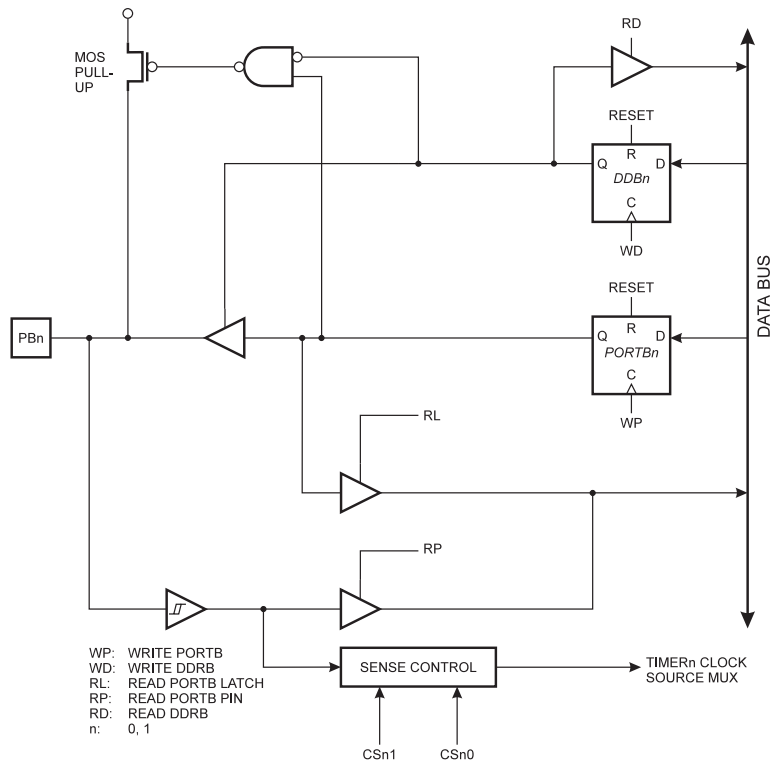 RD
MOS
PULL-
UP
RESET
R
Q
D
DDBn
C
WD
DATA BUS
RESET
R
PBn
Q
D
PORTBn
C
WP
RL
RP
WP: WRITE PORTB
WD: WRITE DDRB
RL: READ PORTB LATCH
RP: READ PORTB PIN
RD: READ DDRB
n: 0, 1
SENSE CONTROL
TIMERn CLOCK
SOURCE MUX
CSn1
CSn0